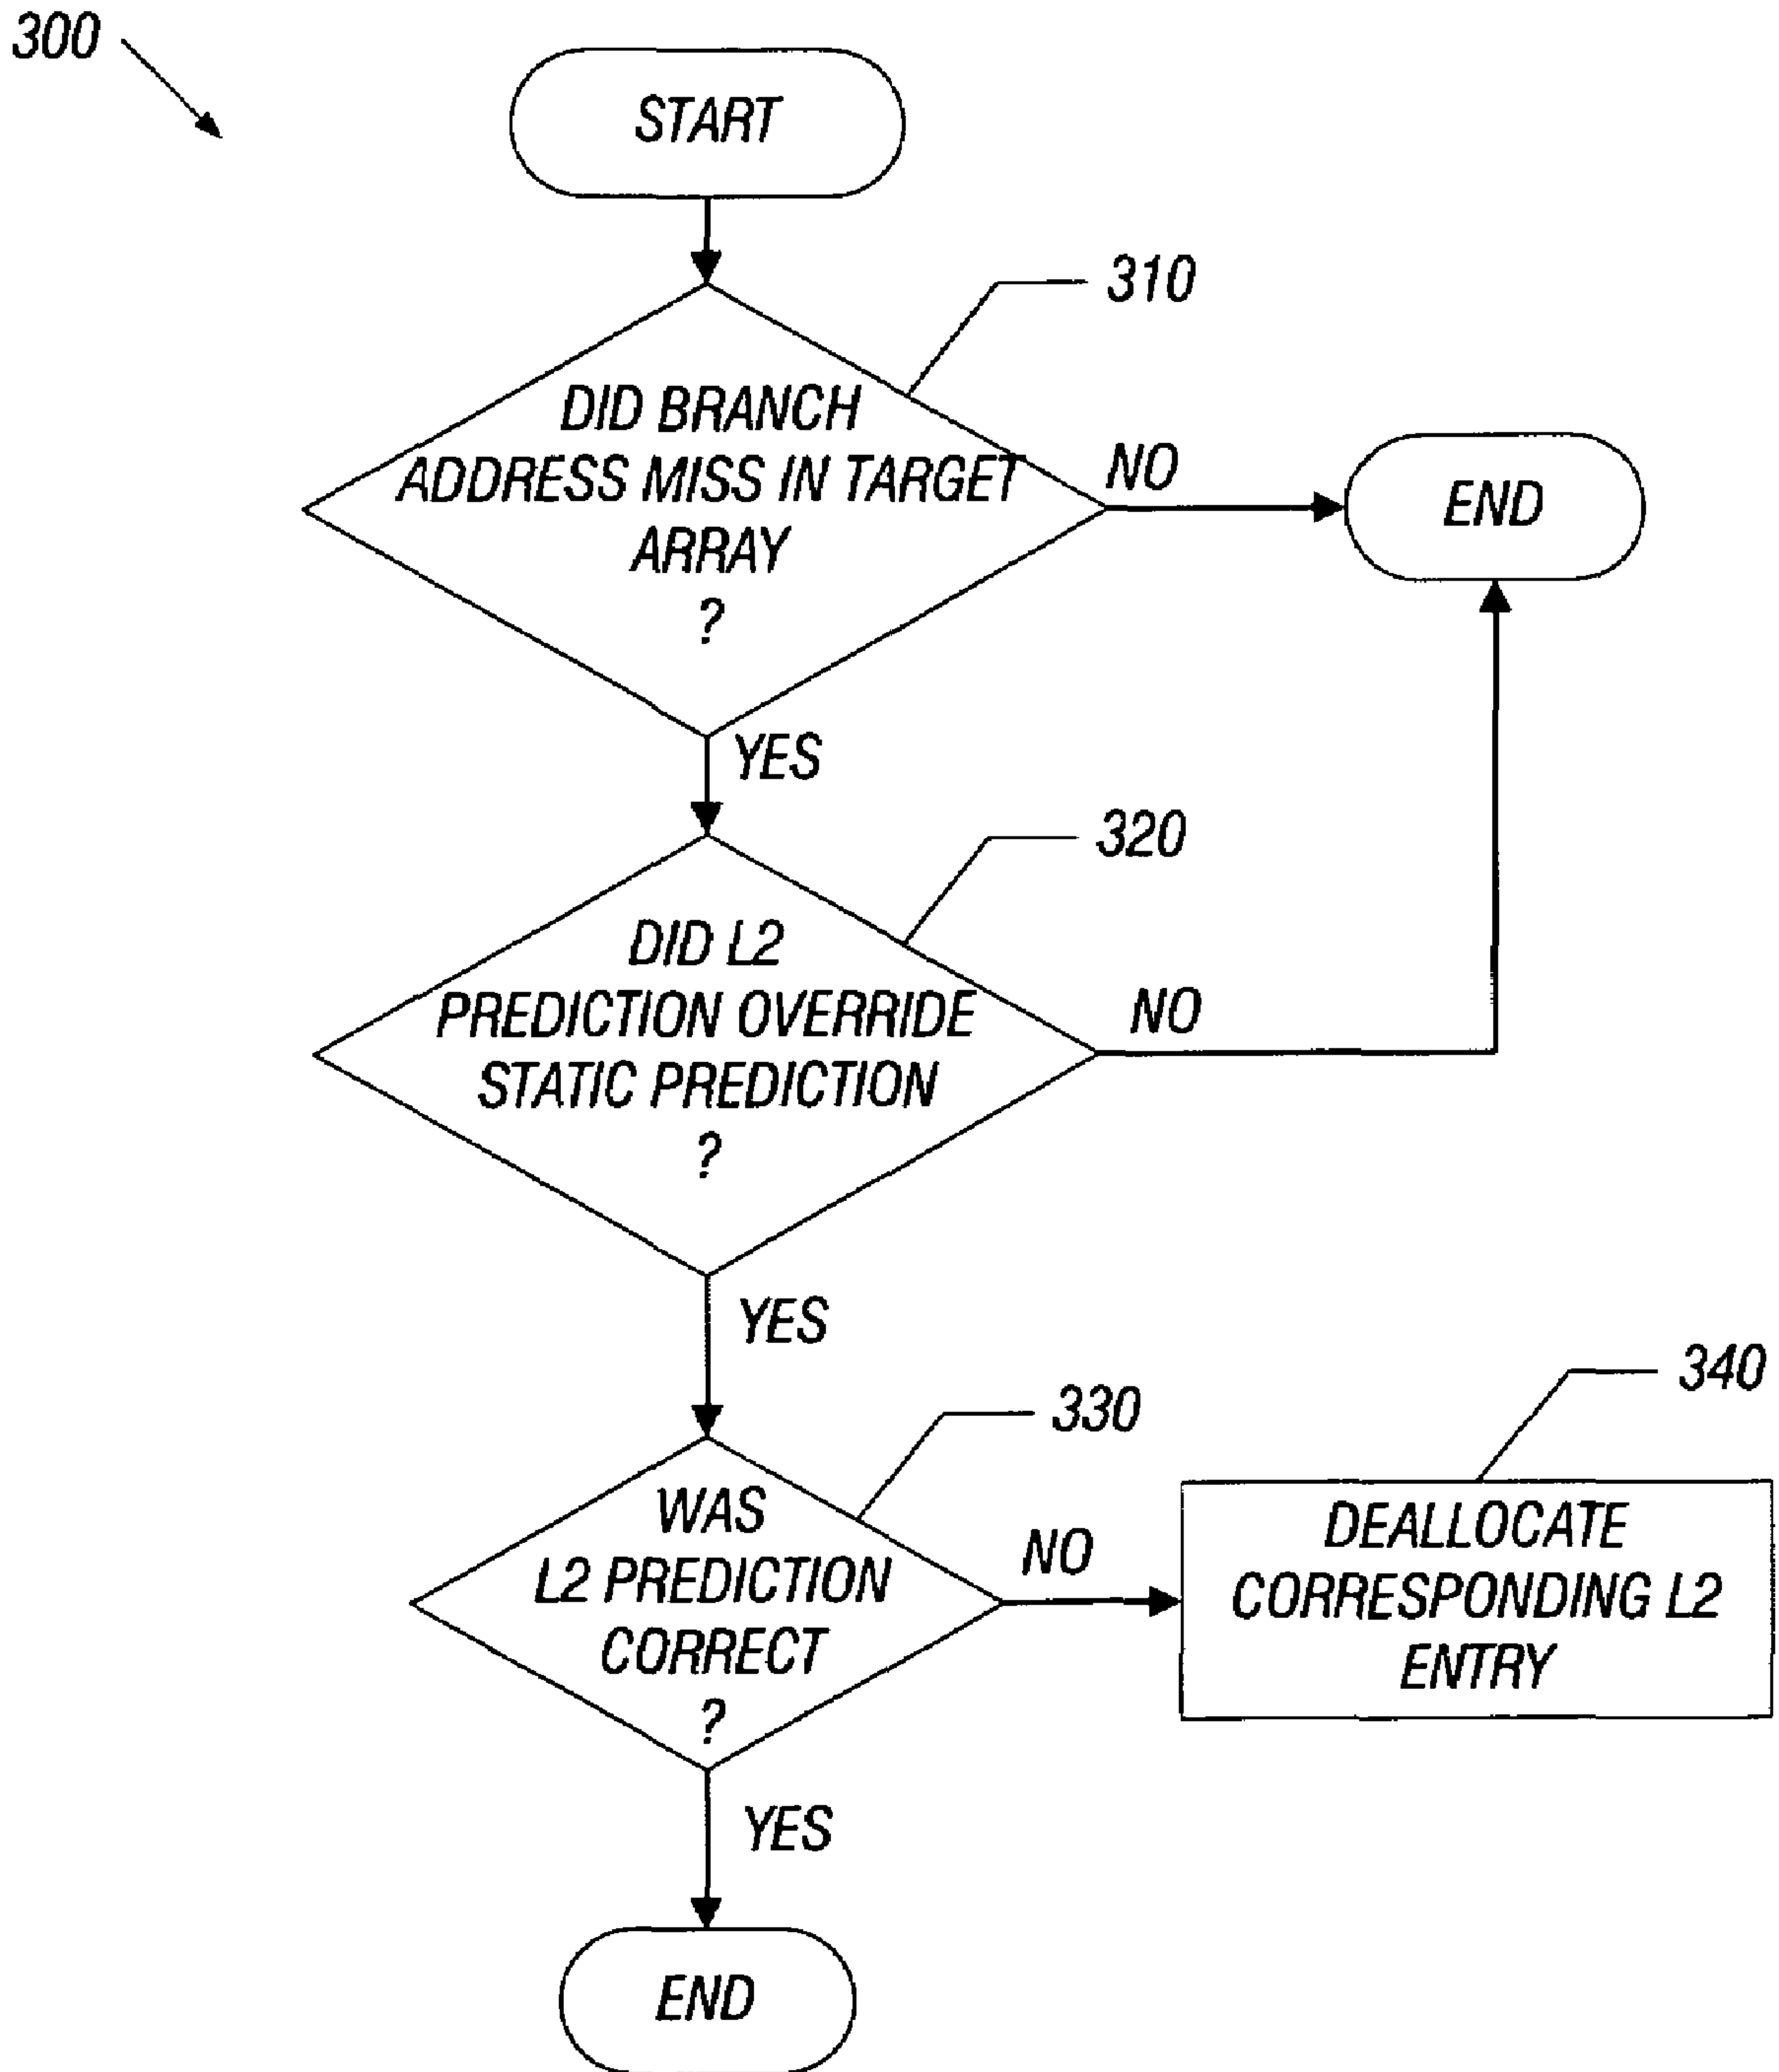 300
START
310
DID BRANCH
ADDRESS MISS IN TARGET
ARRAY
?
NO
END
YES
320
DID L2
PREDICTION OVERRIDE
STATIC PREDICTION
?
NO
YES
330
340
WAS
L2 PREDICTION
CORRECT
?
NO
DEALLOCATE
CORRESPONDING L2
ENTRY
YES
END